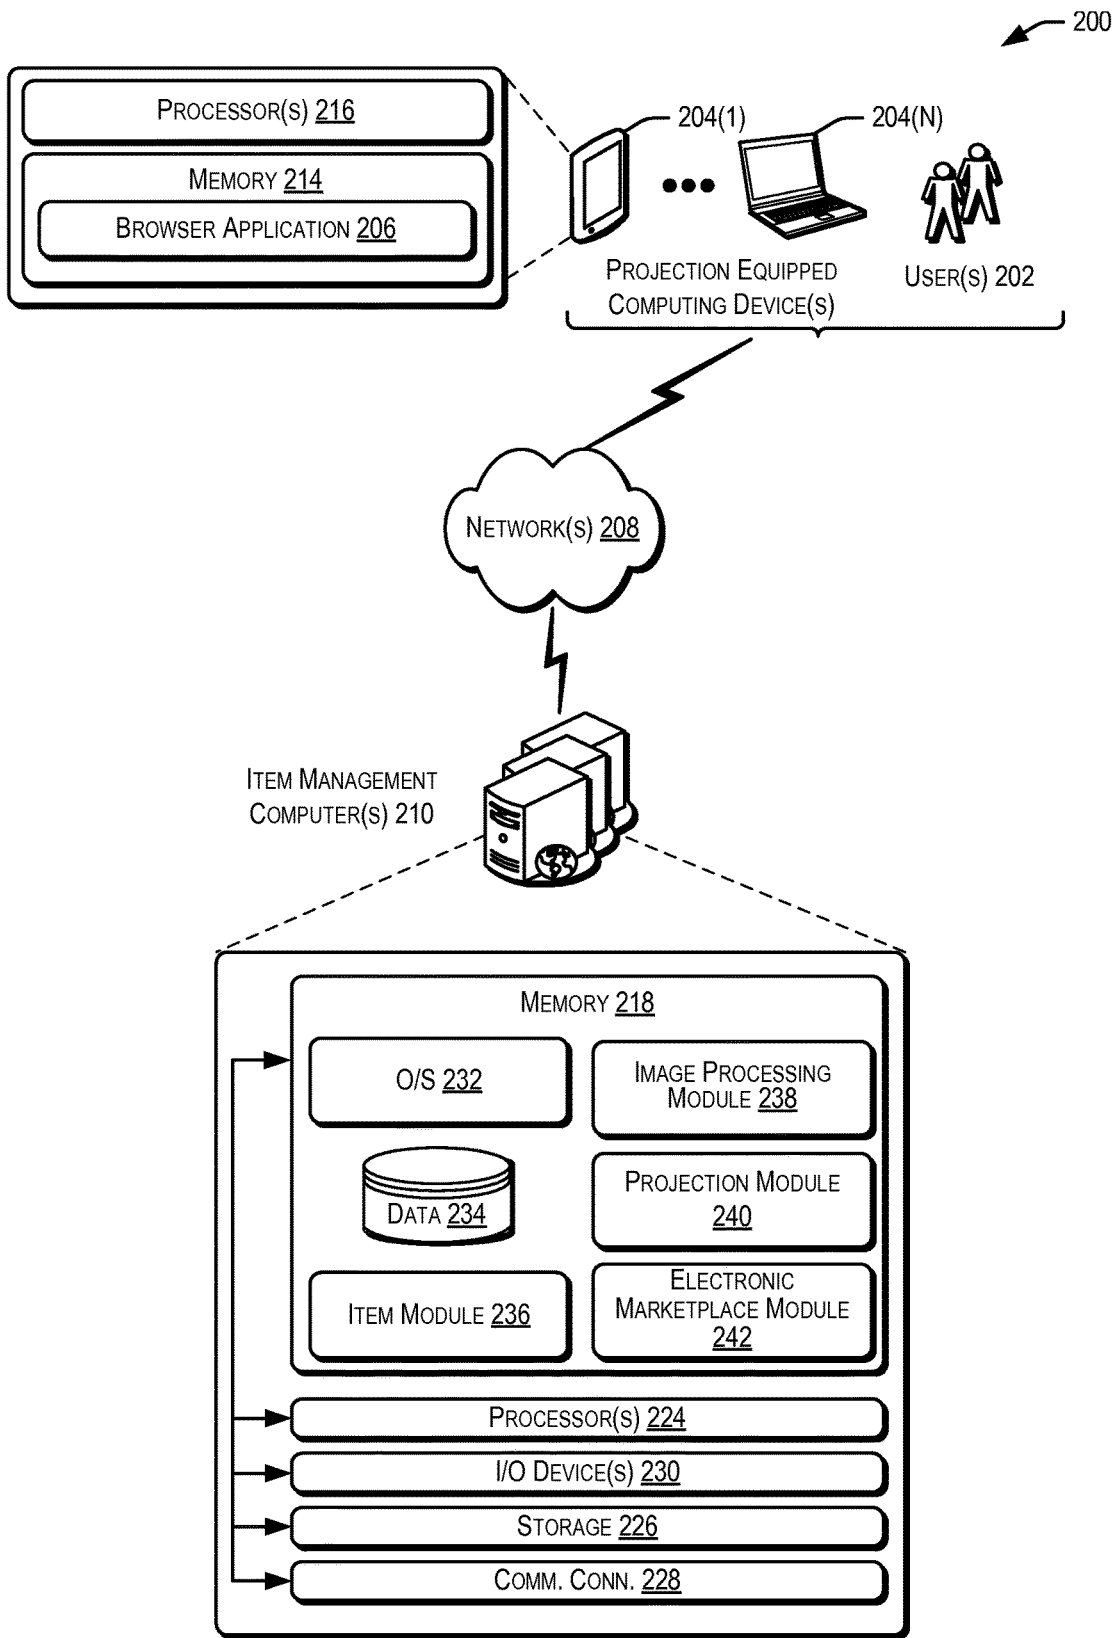 200
PROCESSOR(S) 216
MEMORY 214
BROWSER APPLICATION 206
204(1)
204(N)
PROJECTION EQUIPPED
COMPUTING DEVICE(S)
USER(S) 202
NETWORK(S) 208
ITEM MANAGEMENT
COMPUTER(S) 210
MEMORY 218
O/S 232
IMAGE PROCESSING
MODULE 238
DATA 234
PROJECTION MODULE
240
ITEM MODULE 236
ELECTRONIC
MARKETPLACE MODULE
242
PROCESSOR(S) 224
I/O DEVICE(S) 230
STORAGE 226
COMM. CONN. 228